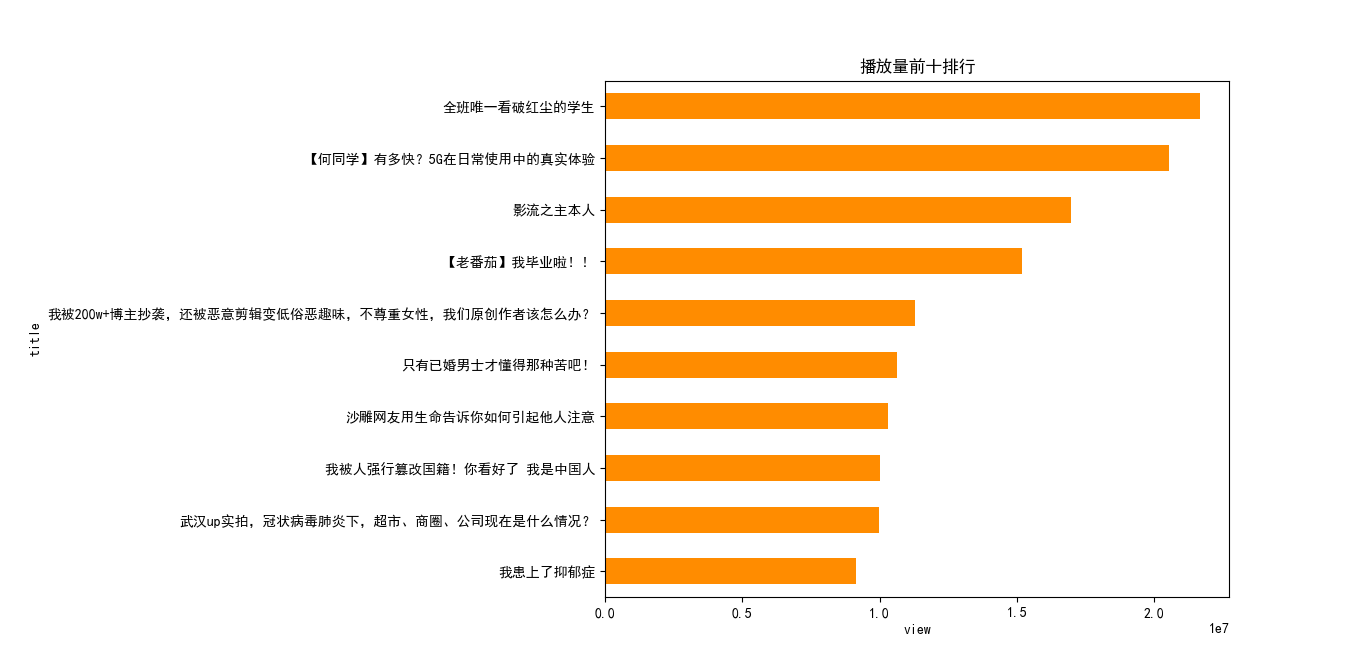 播放量前十排行
全班唯一看破红尘的学生
【何同学】有多快？5G在日常使用中的真实体验
影流之主本人
【老番茄】我毕业啦！！
我被200w+博主抄袭，还被恶意剪辑变低俗恶趣味，不尊重女性，我们原创作者该怎么办？
只有已婚男士才懂得那种苦吧！
沙雕网友用生命告诉你如何引起他人注意
我被人强行篡改国籍！你看好了 我是中国人
武汉up实拍，冠状病毒肺炎下，超市、商圈、公司现在是什么情况？
我患上了抑郁症
title
0.0 0.5 1.0 1.5 2.0
view
1e7